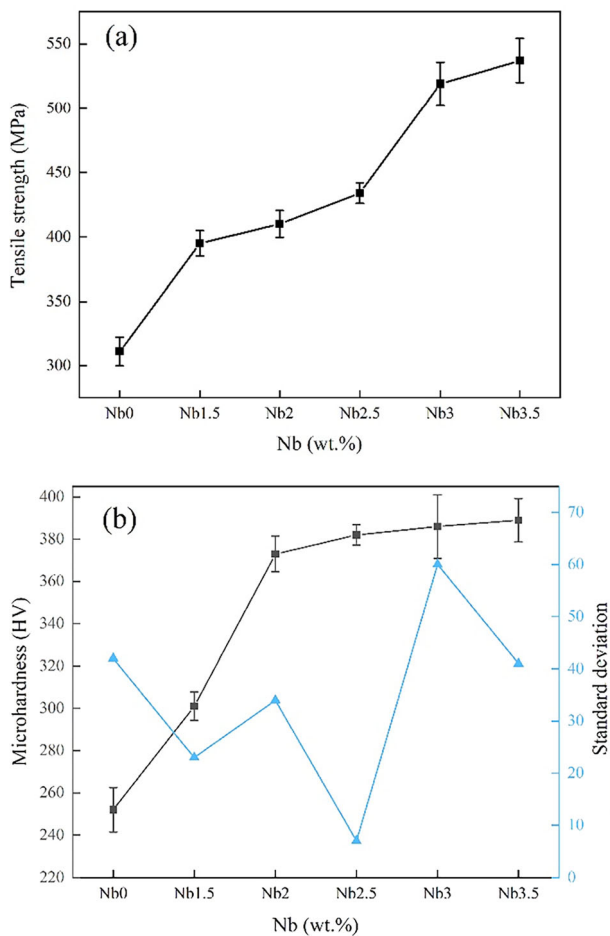 (a)
550
500
450
400
350
300
Tensile strength (MPa)
Nb0 Nb1.5 Nb2 Nb2.5 Nb3 Nb3.5
Nb (wt.%)
(b)
400
380
360
340
320
300
280
260
240
220
Microhardness (HV)
70
60
50
40
30
20
10
0
Standard deviation
Nb0 Nb1.5 Nb2 Nb2.5 Nb3 Nb3.5
Nb (wt.%)